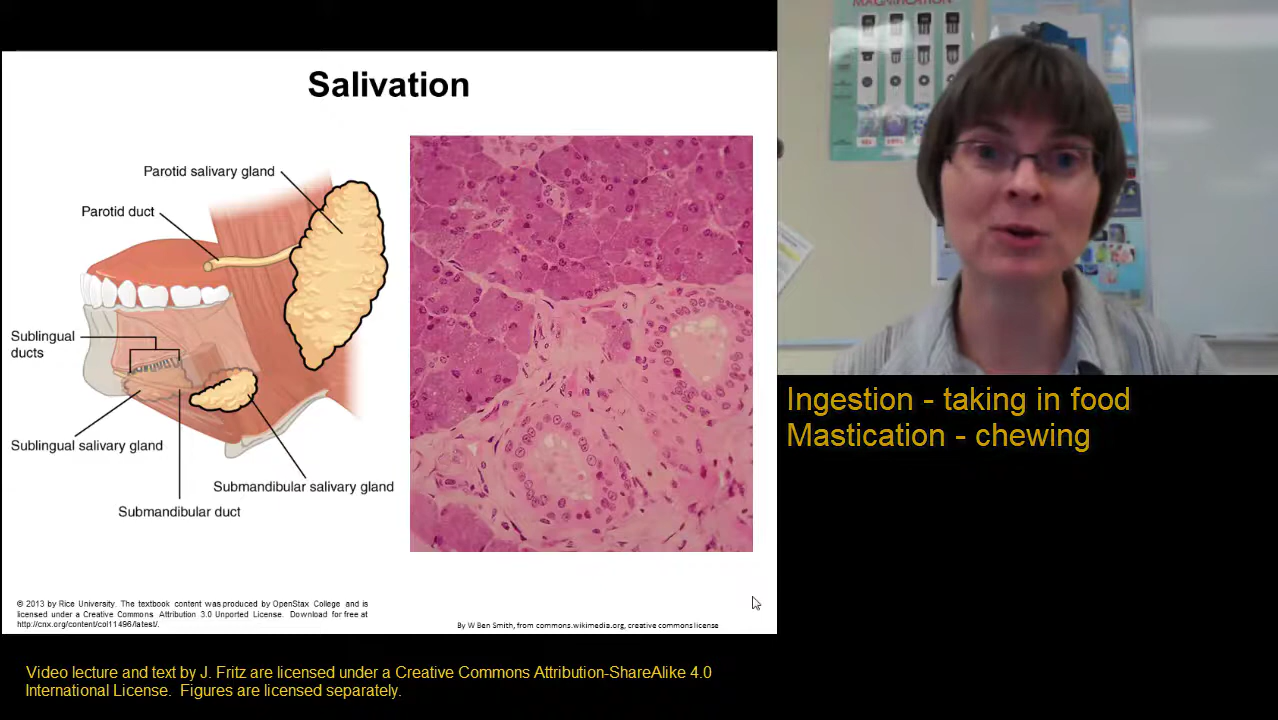 MAGNIFICATION
Salivation
Parotid salivary gland
Parotid duct
Sublingual
ducts
Sublingual salivary gland
Submandibular salivary gland
Submandibular duct
© 2013 by Rice University. The textbook content was produced by OpenStax College and is
licensed under a Creative Commons Attribution 3.0 Unported License. Download for free at
http://cnx.org/content/col11496/latest/.
By W Ben Smith, from commons.wikimedia.org, creative commons license
Ingestion - taking in food
Mastication - chewing
Video lecture and text by J. Fritz are licensed under a Creative Commons Attribution-ShareAlike 4.0
International License. Figures are licensed separately.